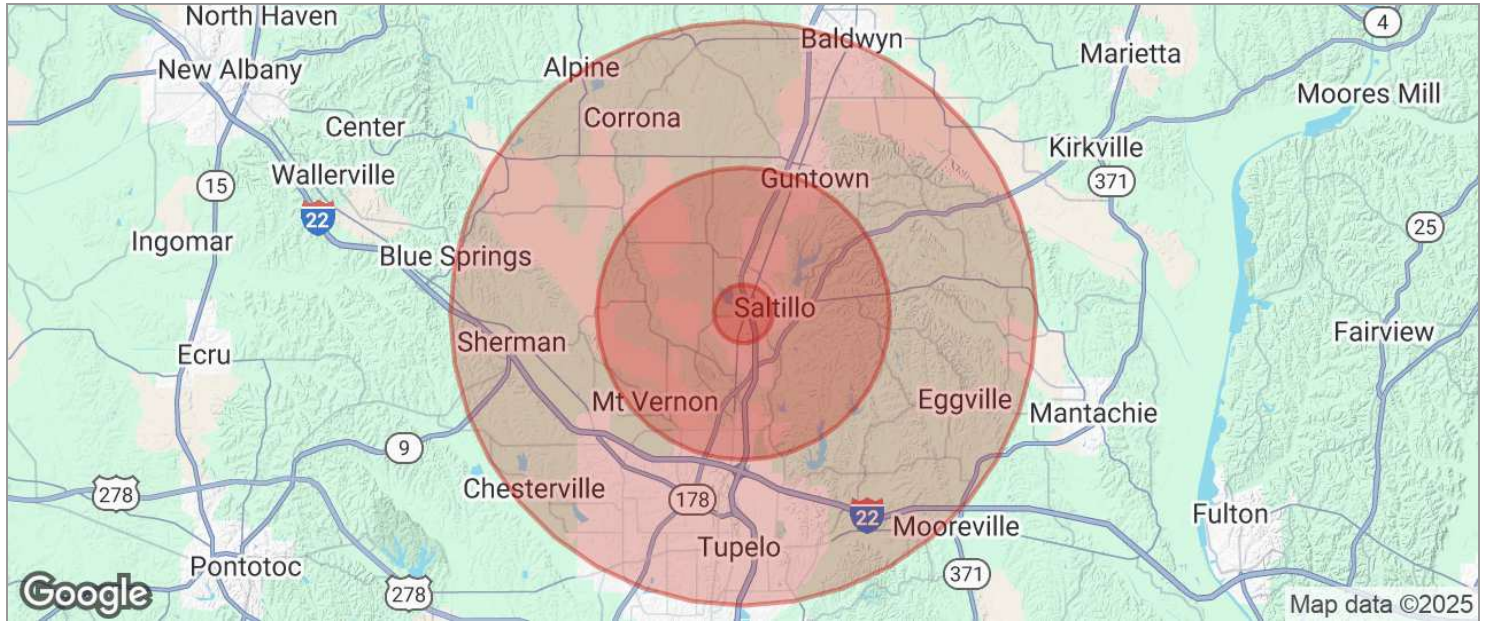 North Haven
4
Baldwyn
Marietta
New Albany
Alpine
Moores Mill
Corrona
Center
Kirkville
Guntown
Wallerville
15
371
22
25
Ingomar
Blue Springs
Saltillo
Fairview
Sherman
Ecru
Mt Vernon
Eggville
Mantachie
9
Chesterville
278
178
22
Fulton
Mooreville
Tupelo
Pontotoc
371
278
Google
Map data ©2025